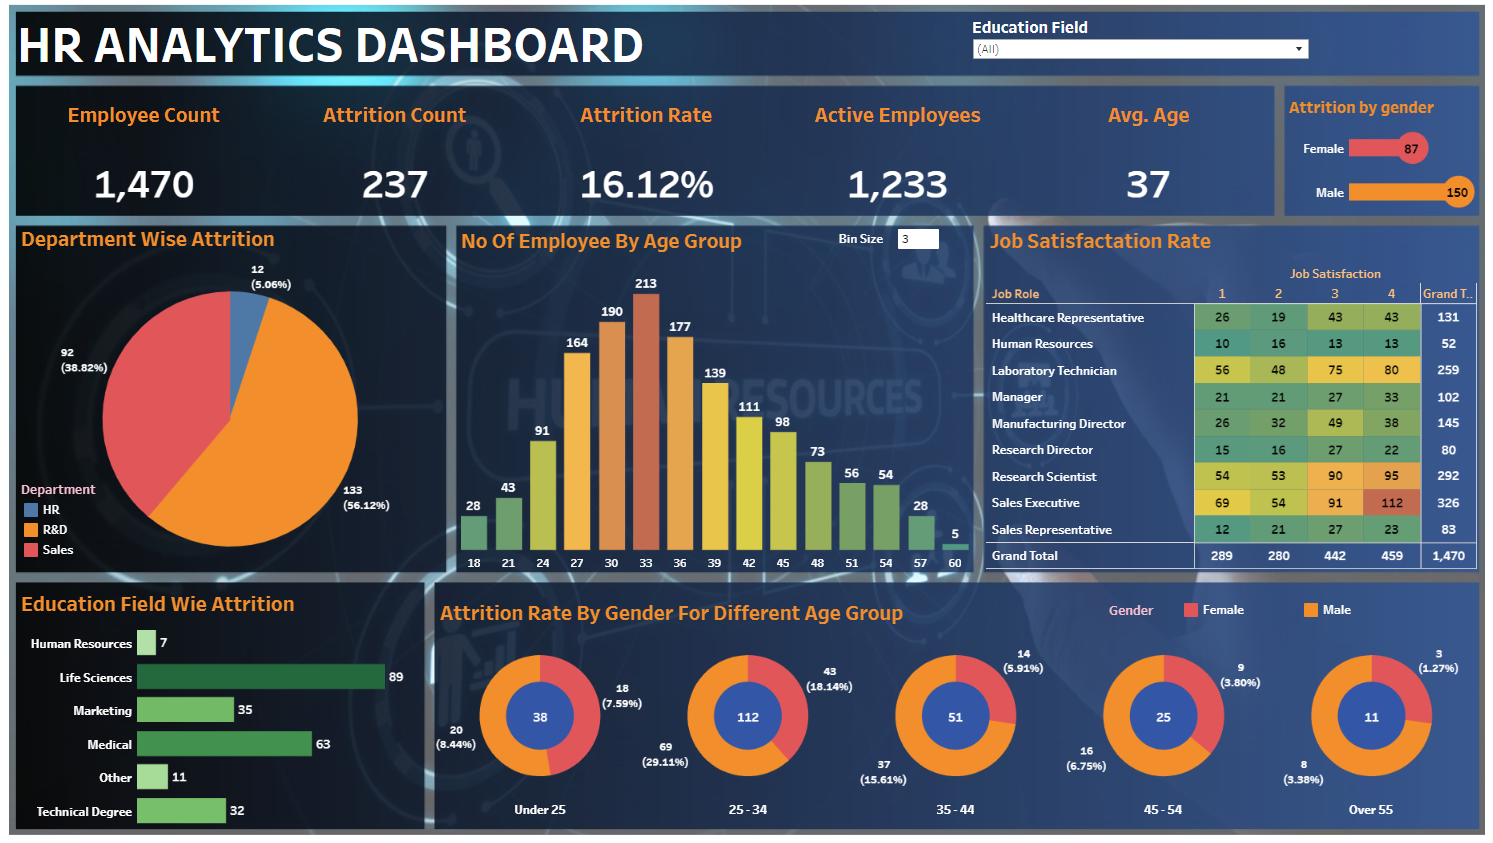 HR ANALYTICS DASHBOARD
Education Field
(All)
Employee Count
Attrition Count
Attrition Rate
Active Employees
Avg. Age
1,470
237
16.12%
1,233
37
Attrition by gender
Female
87
Male
150
Department Wise Attrition
12
(5.06%)
92
(38.82%)
133
(56.12%)
Department
HR
R&D
Sales
No Of Employee By Age Group
Bin Size
3
28
43
91
164
190
213
177
139
111
98
73
56
54
28
5
18 21 24 27 30 33 36 39 42 45 48 51 54 57 60
HUMAN RESOURCES
Job Satisfactation Rate
Job Satisfaction
Job Role 1 2 3 4 Grand T..
Healthcare Representative 26 19 43 43 131
Human Resources 10 16 13 13 52
Laboratory Technician 56 48 75 80 259
Manager 21 21 27 33 102
Manufacturing Director 26 32 49 38 145
Research Director 15 16 27 22 80
Research Scientist 54 53 90 95 292
Sales Executive 69 54 91 112 326
Sales Representative 12 21 27 23 83
Grand Total 289 280 442 459 1,470
Education Field Wie Attrition
Human Resources 7
Life Sciences 89
Marketing 35
Medical 63
Other 11
Technical Degree 32
Attrition Rate By Gender For Different Age Group
Gender
Female
Male
18
(7.59%)
38
20
(8.44%)
Under 25
43
(18.14%)
112
69
(29.11%)
25 - 34
14
(5.91%)
51
37
(15.61%)
35 - 44
9
(3.80%)
25
16
(6.75%)
45 - 54
3
(1.27%)
11
8
(3.38%)
Over 55